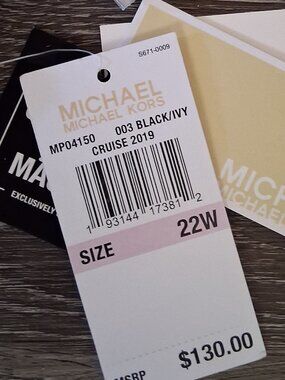 S671-0009
MICHAEL
MICHAEL KORS
MP04150 003 BLACK/IVY
CRUISE 2019
1 93144 17381 2
SIZE 22W
MSRP $130.00
MA
EXCLUSIVELY
MICH
MICHAEL